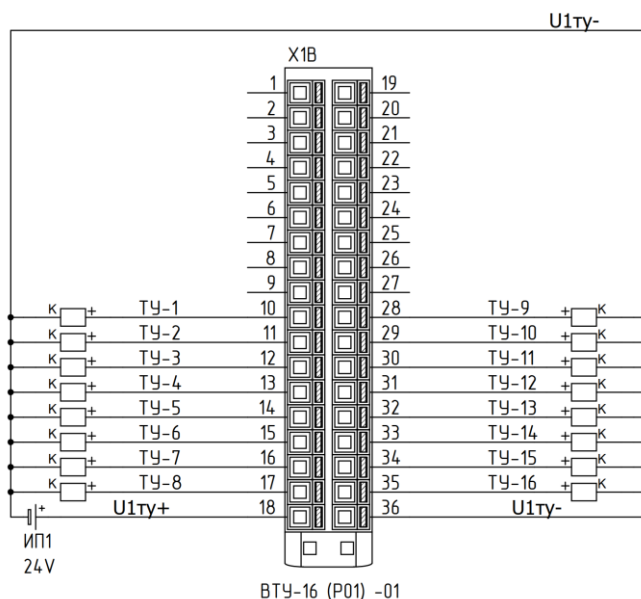 U1ту-
X1B
1 19
2 20
3 21
4 22
5 23
6 24
7 25
8 26
9 27
К + ТУ-1 10 28 ТУ-9 + К
К + ТУ-2 11 29 ТУ-10 + К
К + ТУ-3 12 30 ТУ-11 + К
К + ТУ-4 13 31 ТУ-12 + К
К + ТУ-5 14 32 ТУ-13 + К
К + ТУ-6 15 33 ТУ-14 + К
К + ТУ-7 16 34 ТУ-15 + К
К + ТУ-8 17 35 ТУ-16 + К
+ U1ту+ 18 36 U1ту-
ИП1
24V
ВТУ-16 (Р01) -01